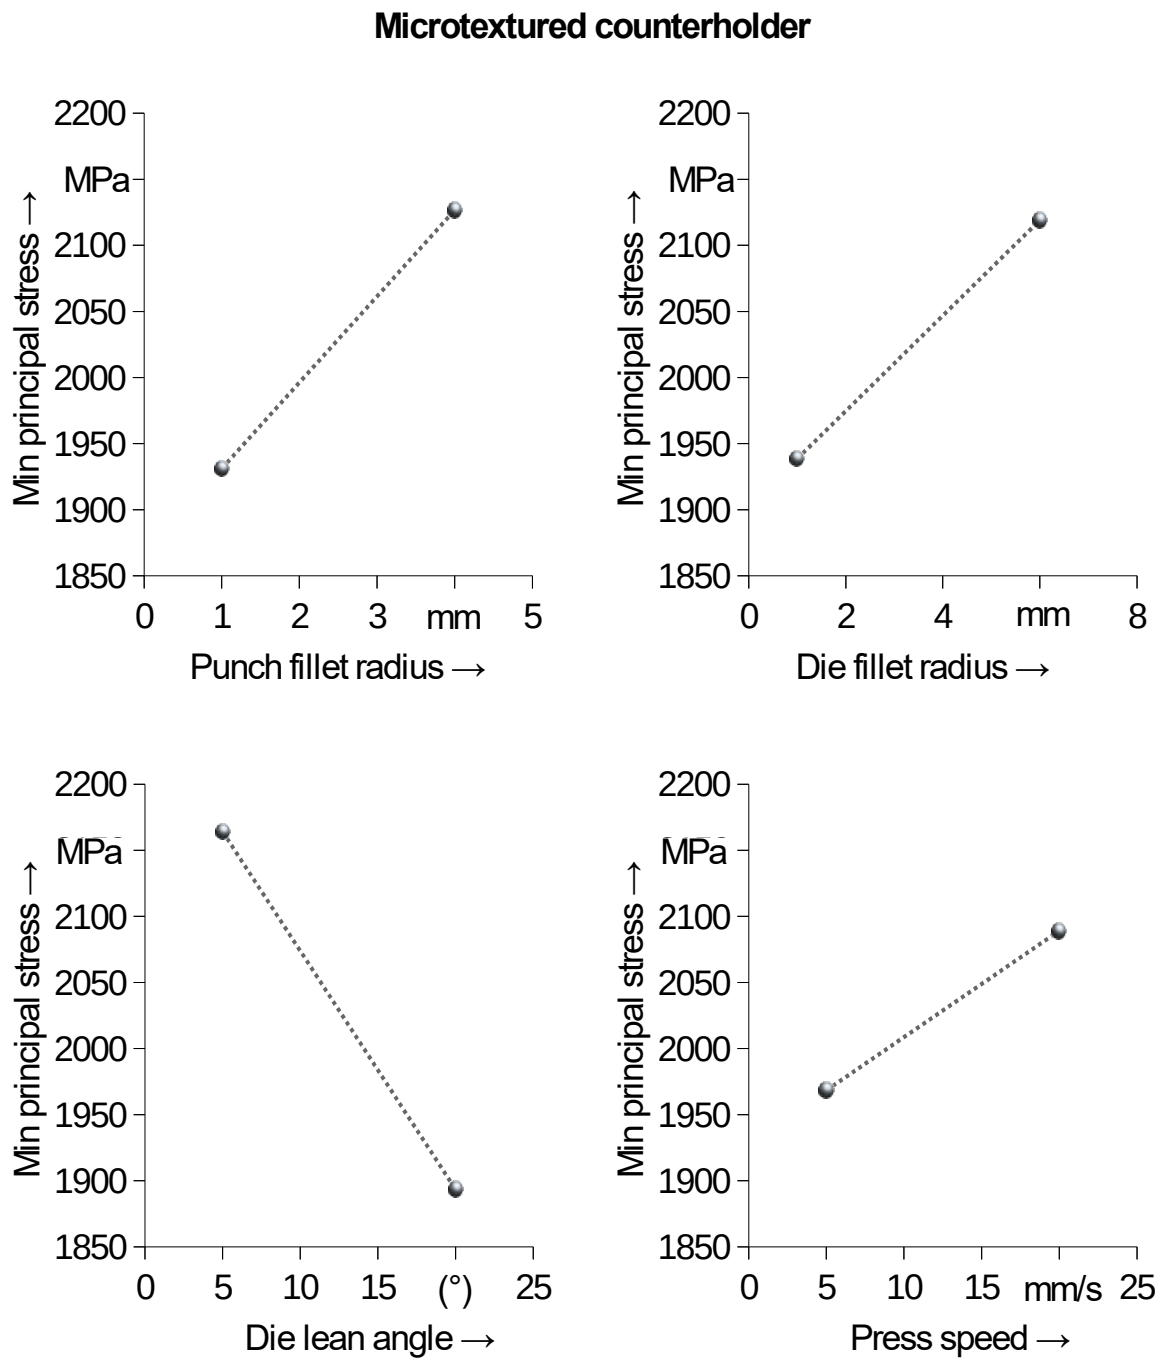 Microtextured counterholder
2200
MPa
2100
2050
2000
1950
1900
1850
Min principal stress →
0 1 2 3 mm 5
Punch fillet radius →
2200
MPa
2100
2050
2000
1950
1900
1850
Min principal stress →
0 2 4 mm 8
Die fillet radius →
2200
MPa
2100
2050
2000
1950
1900
1850
Min principal stress →
0 5 10 15 (°) 25
Die lean angle →
2200
MPa
2100
2050
2000
1950
1900
1850
Min principal stress →
0 5 10 15 mm/s 25
Press speed →